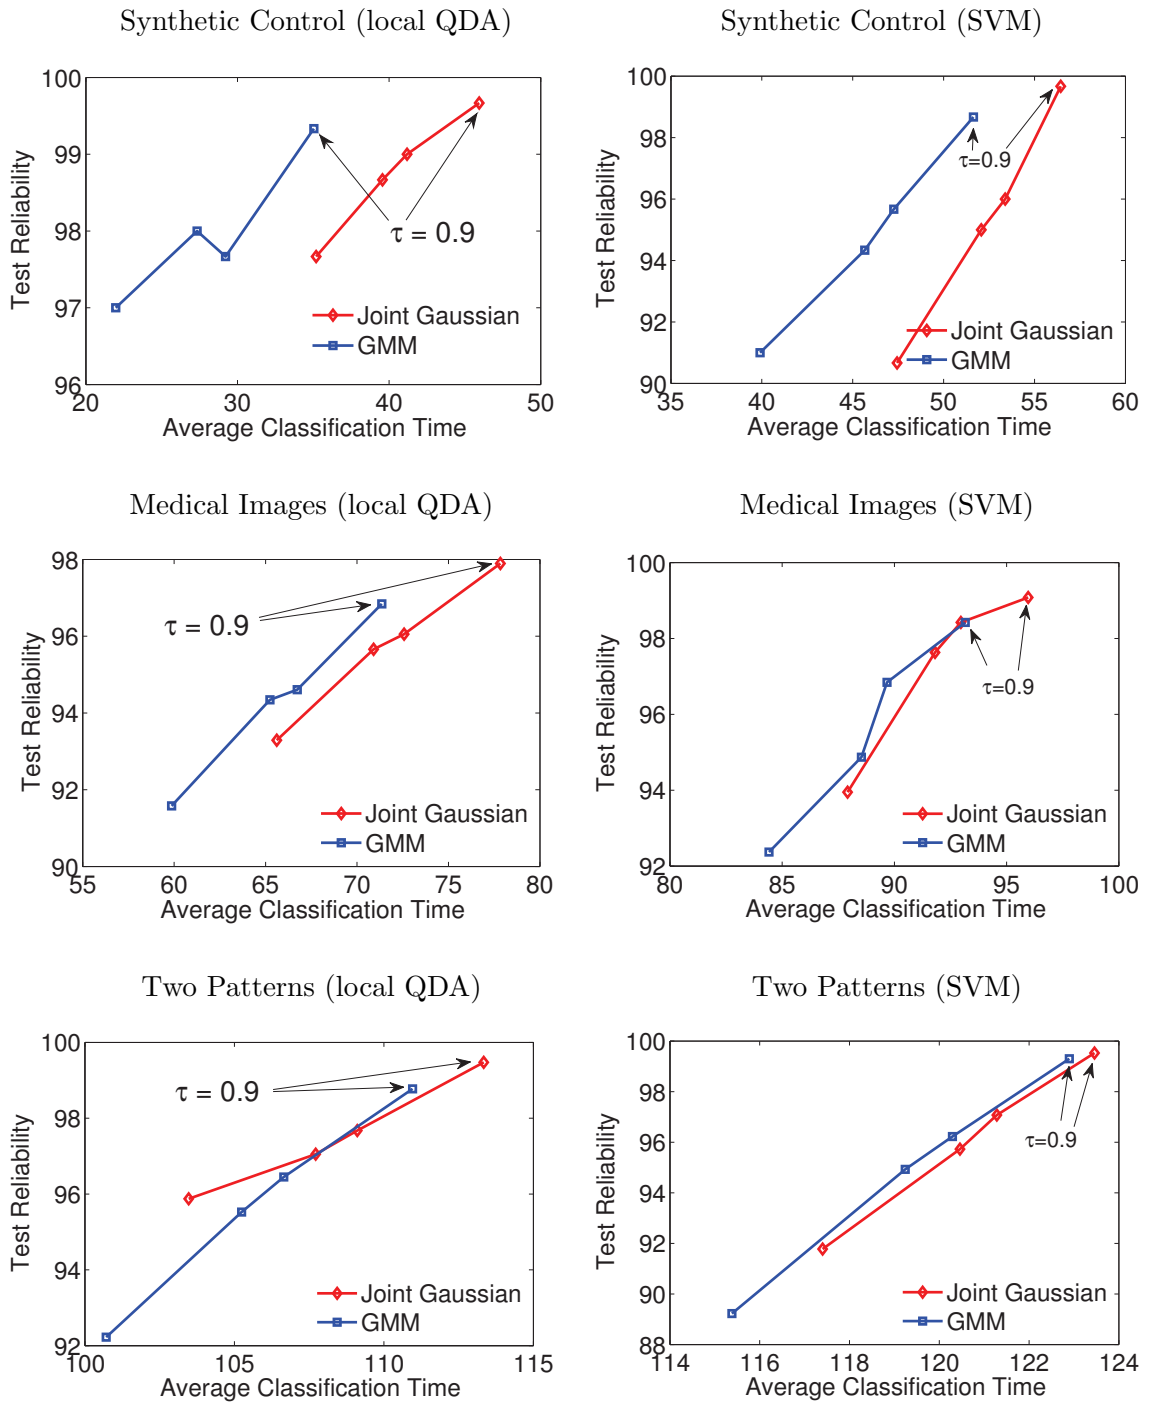 Synthetic Control (local QDA)
100
99
98
97
96
20
30
40
50
Test Reliability
Average Classification Time
τ = 0.9
Joint Gaussian
GMM
Synthetic Control (SVM)
100
98
96
94
92
90
35
40
45
50
55
60
Test Reliability
Average Classification Time
τ=0.9
Joint Gaussian
GMM
Medical Images (local QDA)
98
96
94
92
90
55
60
65
70
75
80
Test Reliability
Average Classification Time
τ = 0.9
Joint Gaussian
GMM
Medical Images (SVM)
100
98
96
94
92
80
85
90
95
100
Test Reliability
Average Classification Time
τ=0.9
Joint Gaussian
GMM
Two Patterns (local QDA)
100
98
96
94
92
100
105
110
115
Test Reliability
Average Classification Time
τ = 0.9
Joint Gaussian
GMM
Two Patterns (SVM)
100
98
96
94
92
90
88
114
116
118
120
122
124
Test Reliability
Average Classification Time
τ=0.9
Joint Gaussian
GMM